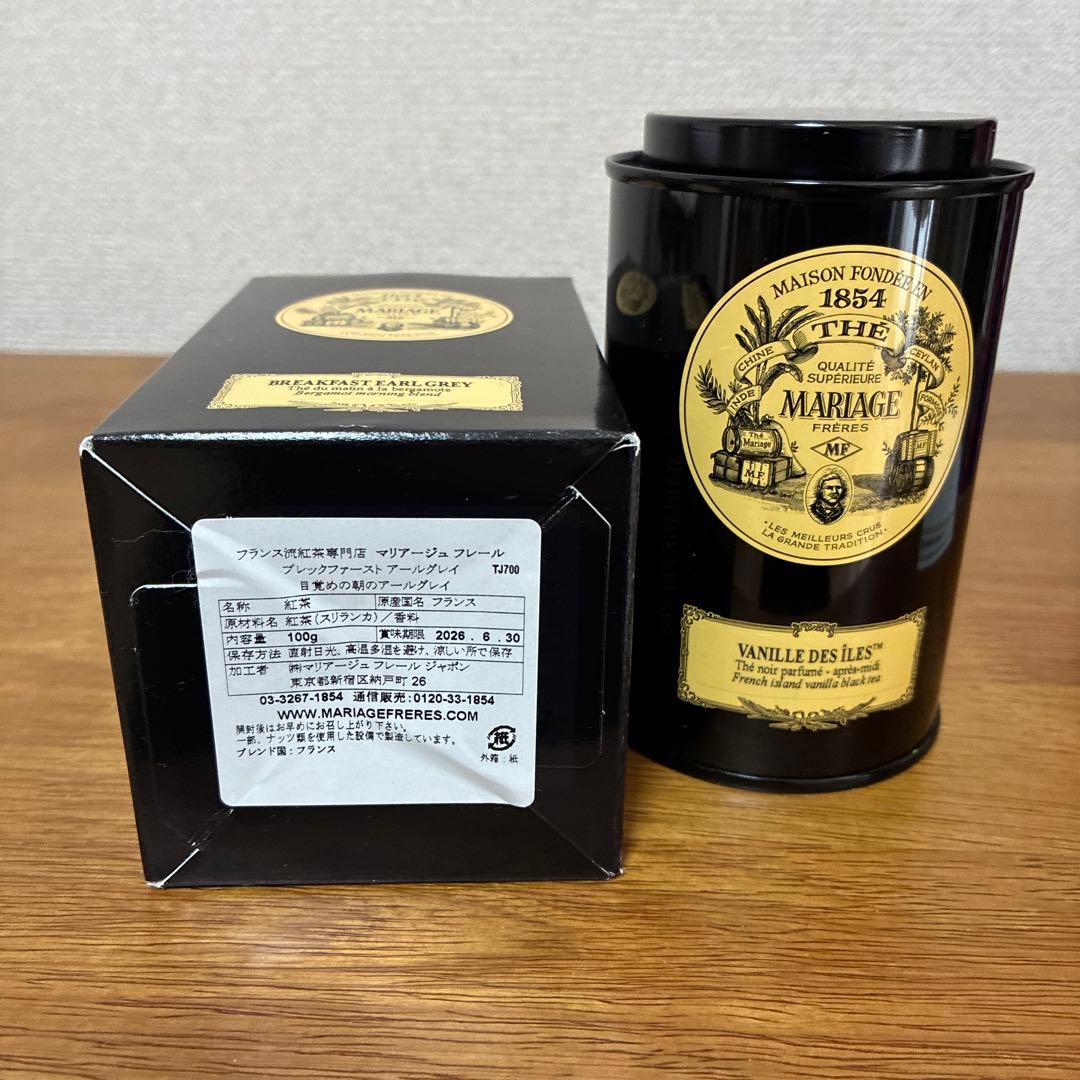 1854
MARIAGE
MF
BREAKFAST EARL GREY
Thé du matin à la bergamote
Bergamot morning blend
フランス流紅茶専門店 マリアージュ フレール
ブレックファースト アールグレイ TJ700
目覚めの朝のアールグレイ
名称 紅茶 原産国名 フランス
原材料名 紅茶(スリランカ)/香料
内容量 100g 賞味期限 2026.6.30
保存方法 直射日光、高温多湿を避け、涼しい所で保存
加工者 ㈱マリアージュ フレール ジャポン
東京都新宿区納戸町 26
03-3267-1854 通信販売:0120-33-1854
WWW.MARIAGEFRERES.COM
開封後はお早めにお召し上がり下さい。
一部、ナッツ類を使用した設備で製造しています。
ブレンド国:フランス
紙
外箱:紙
MAISON FONDÉE EN
1854
THÉ
CHINE
CEYLAN
INDE
QUALITÉ
SUPÉRIEURE
MARIAGE
FRÈRES
MF
Thé
Mariage
M.F
M.F
•LES MEILLEURS CRUS
LA GRANDE TRADITION•
VANILLE DES ÎLES™
Thé noir parfumé - après-midi
French island vanilla black tea